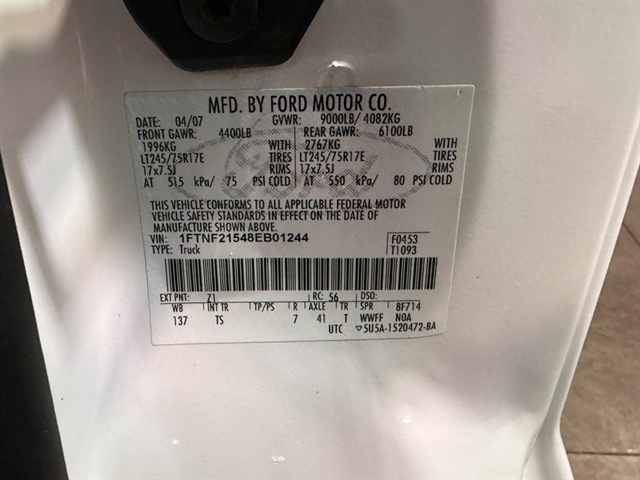 MFD. BY FORD MOTOR CO.
DATE: 04/07 GVWR: 9000LB/ 4082KG
FRONT GAWR: 4400LB REAR GAWR: 6100LB
1996KG WITH 2767KG WITH
LT245/75R17E TIRES LT245/75R17E TIRES
17x7.5J RIMS 17x7.5J RIMS
AT 515 kPa/ 75 PSI COLD AT 550 kPa/ 80 PSI COLD
THIS VEHICLE CONFORMS TO ALL APPLICABLE FEDERAL MOTOR
VEHICLE SAFETY STANDARDS IN EFFECT ON THE DATE OF
MANUFACTURE SHOWN ABOVE.
VIN: 1FTNF21548EB01244 F0453
TYPE: Truck T1093
EXT PNT: Z1 RC: 56 DSO:
WB INT TR TP/PS R AXLE TR SPR 8F714
137 TS 7 41 T WWFF N0A
UTC ▽5U5A-1520472-BA